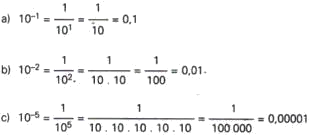 a) 10⁻¹ = 1/10¹ = 1/10 = 0,1
b) 10⁻² = 1/10². = 1/10 . 10 = 1/100 = 0,01.
c) 10⁻⁵ = 1/10⁵ = 1/10 . 10 . 10 . 10 . 10 = 1/100 000 = 0,00001